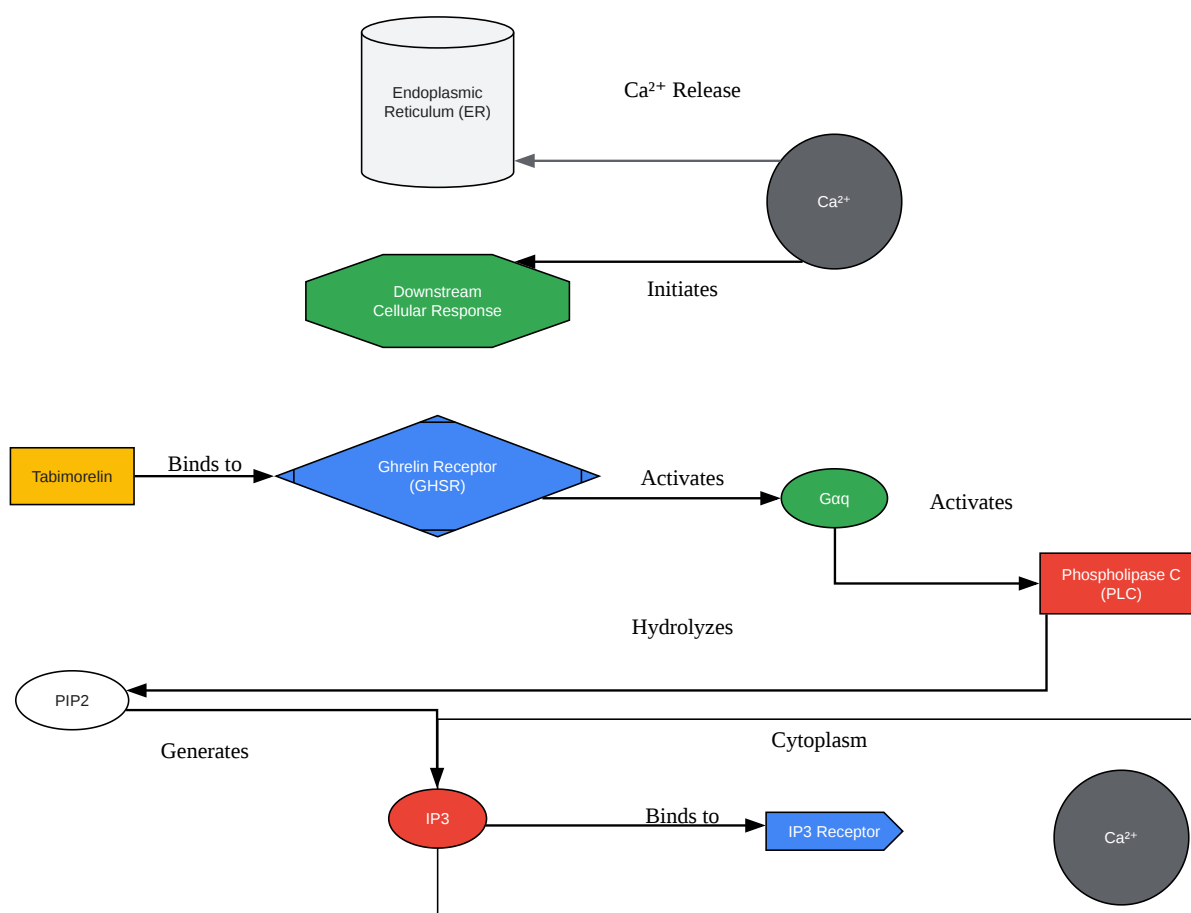 Endoplasmic
Reticulum (ER)
Ca²⁺ Release
Ca²⁺
Initiates
Downstream
Cellular Response
Tabimorelin
Binds to
Ghrelin Receptor
(GHSR)
Activates
Gαq
Activates
Phospholipase C
(PLC)
Hydrolyzes
PIP2
Generates
Cytoplasm
IP3
Binds to
IP3 Receptor
Ca²⁺